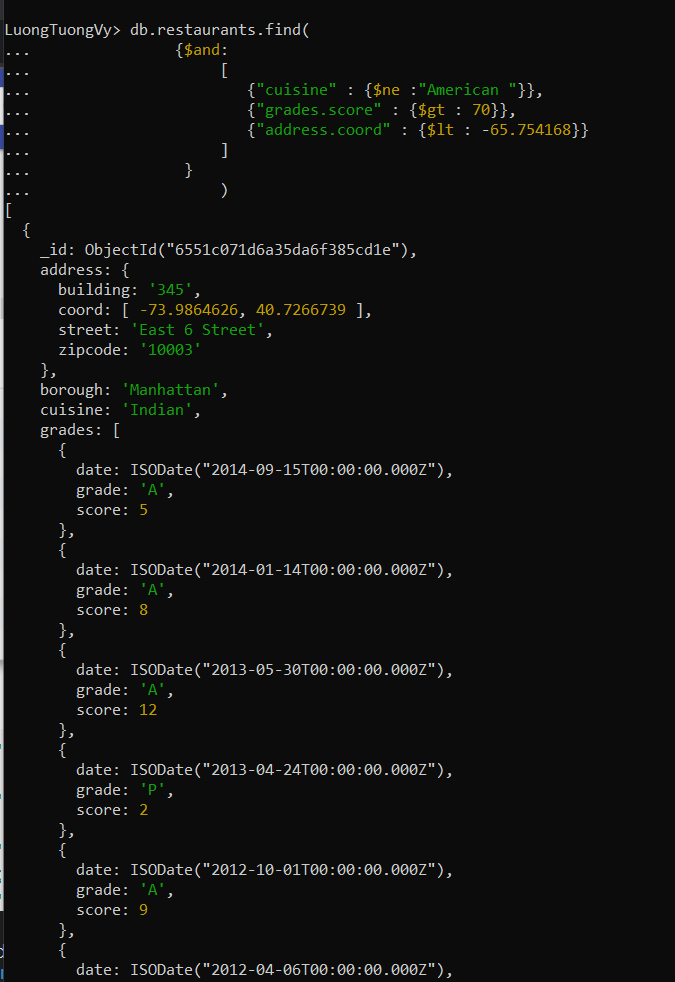 LuongTuongVy> db.restaurants.find(
... {$and:
... [
... {"cuisine" : {$ne :"American "}},
... {"grades.score" : {$gt : 70}},
... {"address.coord" : {$lt : -65.754168}}
... ]
... }
... )
[
{
_id: ObjectId("6551c071d6a35da6f385cd1e"),
address: {
building: '345',
coord: [ -73.9864626, 40.7266739 ],
street: 'East 6 Street',
zipcode: '10003'
},
borough: 'Manhattan',
cuisine: 'Indian',
grades: [
{
date: ISODate("2014-09-15T00:00:00.000Z"),
grade: 'A',
score: 5
},
{
date: ISODate("2014-01-14T00:00:00.000Z"),
grade: 'A',
score: 8
},
{
date: ISODate("2013-05-30T00:00:00.000Z"),
grade: 'A',
score: 12
},
{
date: ISODate("2013-04-24T00:00:00.000Z"),
grade: 'P',
score: 2
},
{
date: ISODate("2012-10-01T00:00:00.000Z"),
grade: 'A',
score: 9
},
{
date: ISODate("2012-04-06T00:00:00.000Z"),